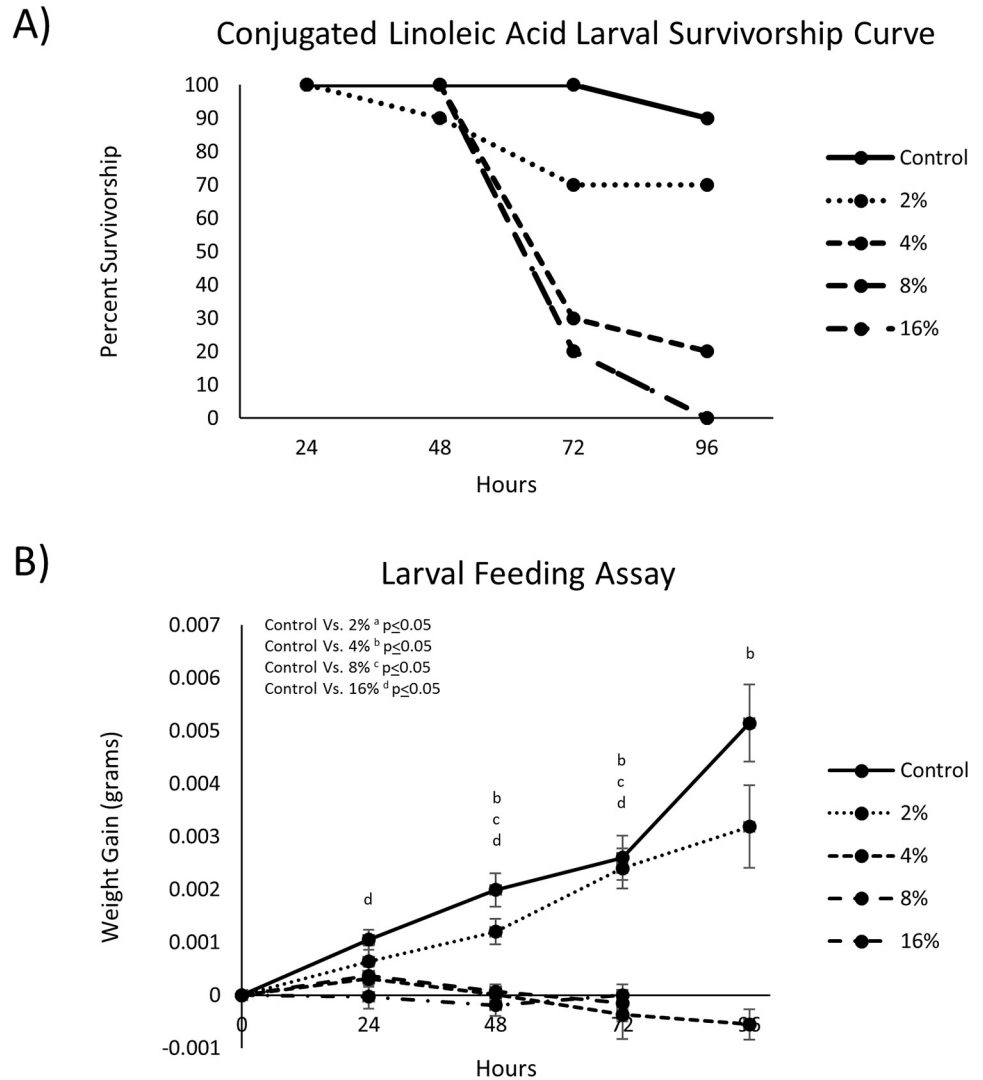 A)
Conjugated Linoleic Acid Larval Survivorship Curve
100
90
80
70
60
50
40
30
20
10
0
Percent Survivorship
24 48 72 96
Hours
Control
2%
4%
8%
16%
B)
Larval Feeding Assay
Control Vs. 2% a p≤0.05
Control Vs. 4% b p≤0.05
Control Vs. 8% c p≤0.05
Control Vs. 16% d p≤0.05
0.007
0.006
0.005
0.004
0.003
0.002
0.001
0
-0.001
Weight Gain (grams)
d
b
c
d
b
c
d
b
0 24 48 72 96
Hours
Control
2%
4%
8%
16%